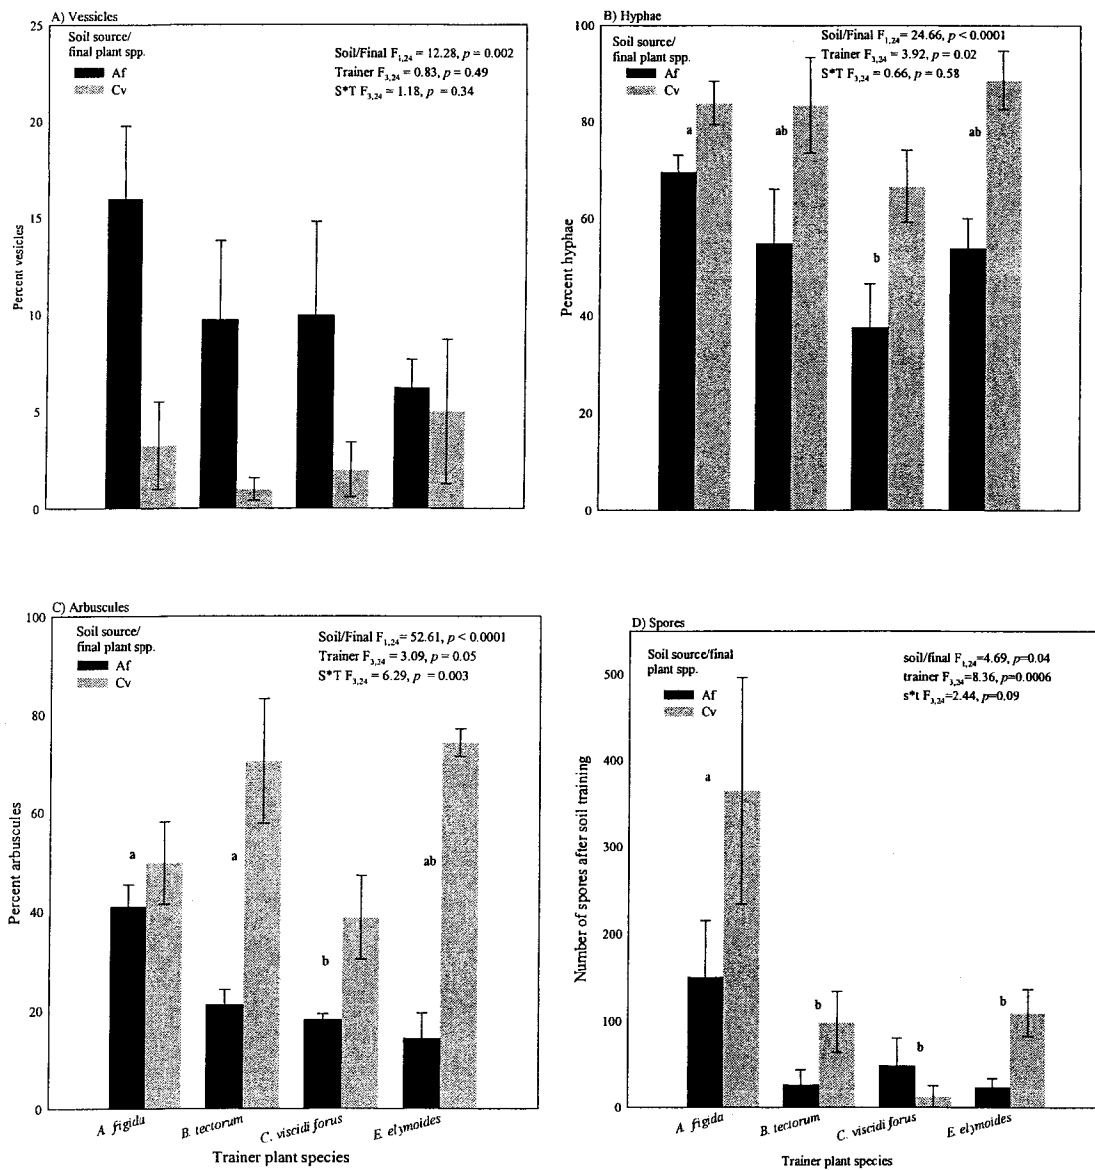 A) Vessicles
Soil source/
final plant spp.
Af
Cv
Soil/Final F1,24= 12.28, p = 0.002
Trainer F3,24 = 0.83, p = 0.49
S*T F3,24 = 1.18, p = 0.34
Percent vesicles
25
20
15
10
5
0
B) Hyphae
Soil source/
final plant spp.
Af
Cv
Soil/Final F1,24= 24.66, p < 0.0001
Trainer F3,24 = 3.92, p = 0.02
S*T F3,24 = 0.66, p = 0.58
Percent hyphae
100
80
60
40
20
0
a
ab
b
ab
C) Arbuscules
Soil source/
final plant spp.
Af
Cv
Soil/Final F1,24= 52.61, p < 0.0001
Trainer F3,24 = 3.09, p = 0.05
S*T F3,24 = 6.29, p = 0.003
Percent arbuscules
100
80
60
40
20
0
a
a
b
ab
A. figida
B. tectorum
C. viscidi forus
E. elymoides
Trainer plant species
D) Spores
Soil source/final
plant spp.
Af
Cv
soil/final F1,24=4.69, p=0.04
trainer F3,24=8.36, p=0.0006
s*t F3,24=2.44, p=0.09
Number of spores after soil training
500
400
300
200
100
0
a
b
b
b
A. figida
B. tectorum
C. viscidi forus
E. elymoides
Trainer plant species